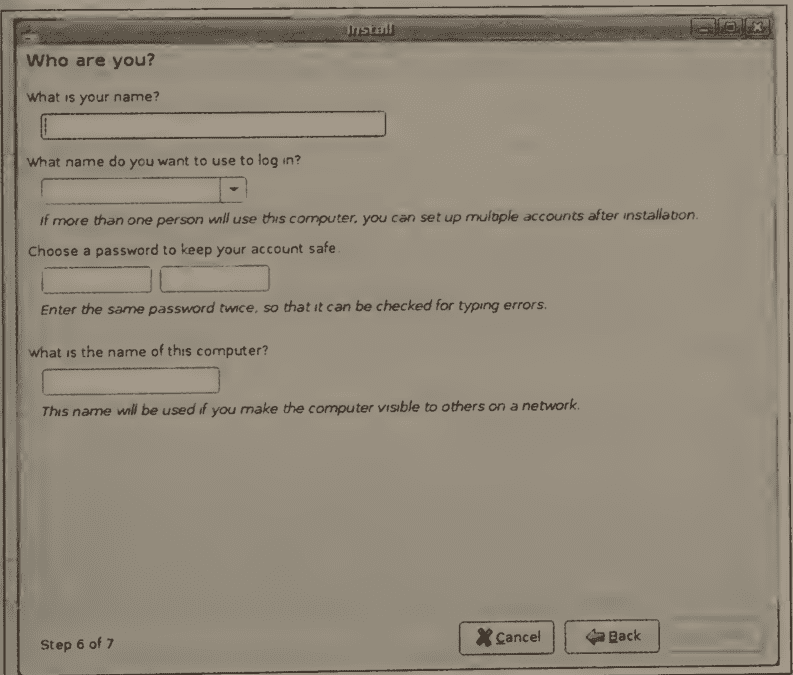 Install
Who are you?
What is your name?
What name do you want to use to log in?
If more than one person will use this computer, you can set up multiple accounts after installation.
Choose a password to keep your account safe.
Enter the same password twice, so that it can be checked for typing errors.
What is the name of this computer?
This name will be used if you make the computer visible to others on a network.
Step 6 of 7
Cancel
Back